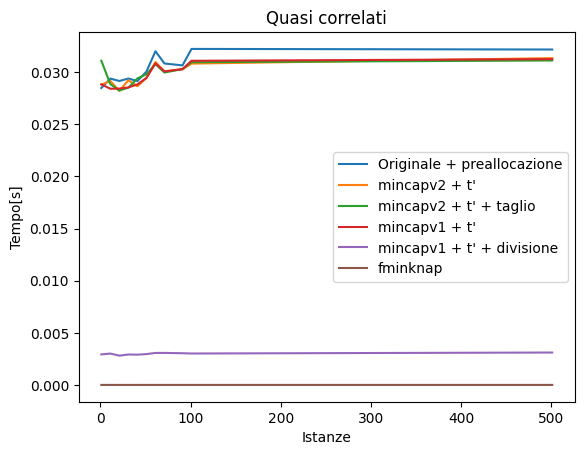 Quasi correlati
Tempo[s]
0.030
0.025
0.020
0.015
0.010
0.005
0.000
Originale + preallocazione
mincapv2 + t'
mincapv2 + t' + taglio
mincapv1 + t'
mincapv1 + t' + divisione
fminknap
0 100 200 300 400 500
Istanze